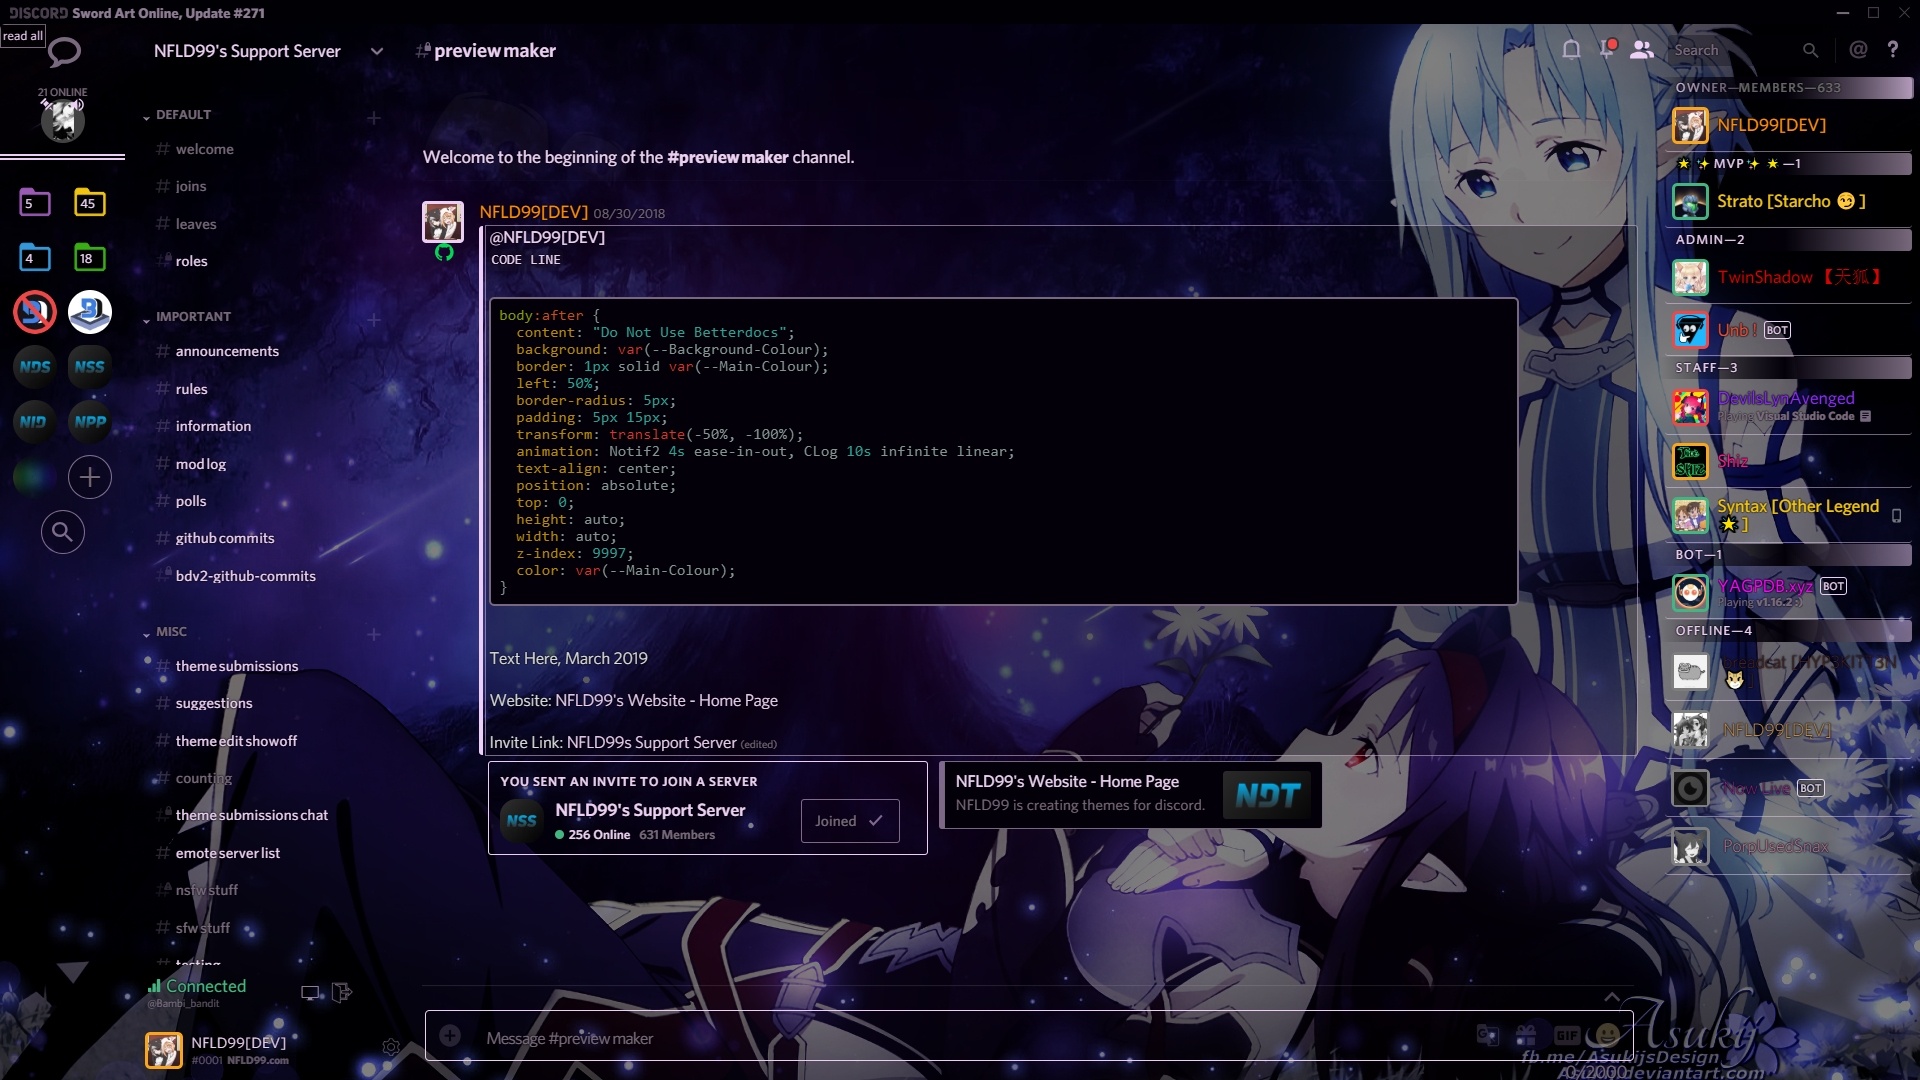 DISCORD Sword Art Online, Update #271
read all
21 ONLINE
5
45
4
18
NDS
NSS
NID
NPP
NFLD99's Support Server
DEFAULT
# welcome
# joins
# leaves
# roles
IMPORTANT
# announcements
# rules
# information
# mod log
# polls
# github commits
# bdv2-github-commits
MISC
# theme submissions
# suggestions
# theme edit showoff
# counting
# theme submissions chat
# emote server list
# nsfw stuff
# sfw stuff
# testing
Connected
@Bambi_bandit
NFLD99[DEV]
#0001 NFLD99.com
# preview maker
Welcome to the beginning of the #preview maker channel.
NFLD99[DEV] 08/30/2018
@NFLD99[DEV]
CODE LINE
body:after {
content: "Do Not Use Betterdocs";
background: var(--Background-Colour);
border: 1px solid var(--Main-Colour);
left: 50%;
border-radius: 5px;
padding: 5px 15px;
transform: translate(-50%, -100%);
animation: Notif2 4s ease-in-out, CLog 10s infinite linear;
text-align: center;
position: absolute;
top: 0;
height: auto;
width: auto;
z-index: 9997;
color: var(--Main-Colour);
}
Text Here, March 2019
Website: NFLD99's Website - Home Page
Invite Link: NFLD99s Support Server (edited)
YOU SENT AN INVITE TO JOIN A SERVER
NSS
NFLD99's Support Server
256 Online 631 Members
Joined
NFLD99's Website - Home Page
NFLD99 is creating themes for discord.
NDT
Message #preview maker
GIF
0/2000
Search
@ ?
OWNER—MEMBERS—633
NFLD99[DEV]
MVP —1
Strato [Starcho 😏 ]
ADMIN—2
TwinShadow 【天狐】
Unb ! BOT
STAFF—3
DevilsLynAvenged
Playing Visual Studio Code
Shiz
The SHIZ
Syntax [Other Legend
]
BOT—1
YAGPDB.xyz BOT
Playing v1.16.2 :)
OFFLINE—4
NFLD99[DEV]
Now Live BOT
PorpUsedSnax
Asukij
fb.me/AsukijsDesign
Asukij.deviantart.com